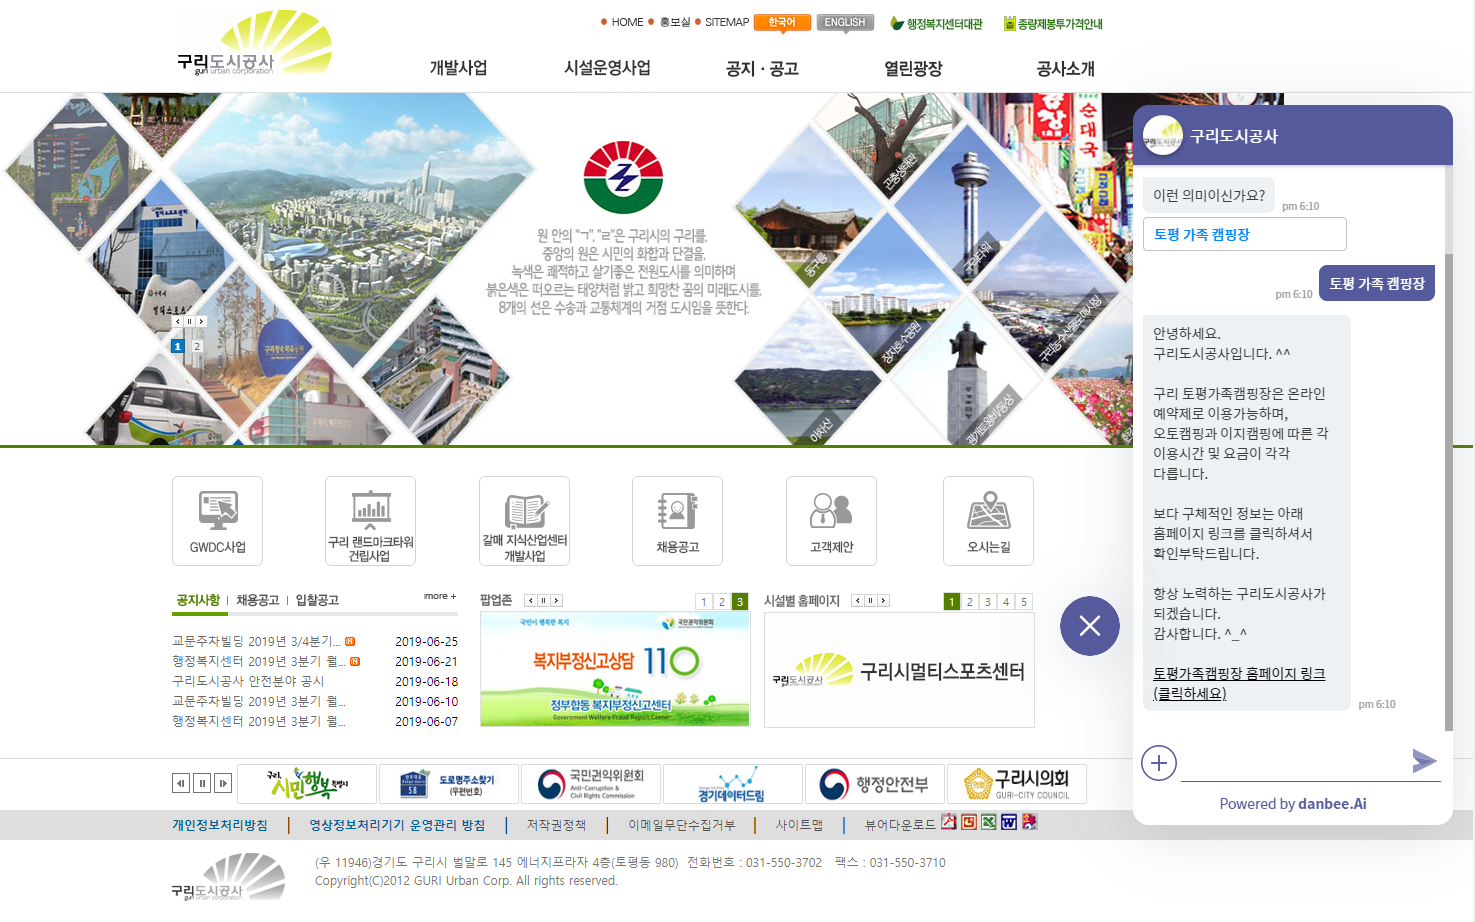 HOME
홍보실
SITEMAP
한국어
ENGLISH
행정복지센터대관
종량제봉투가격안내
구리도시공사
guri urban corporation
개발사업
시설운영사업
공지 · 공고
열린광장
공사소개
원 안의 "ㄱ", "ㄹ"은 구리시의 구리를,
중앙의 원은 시민의 화합과 단결을,
녹색은 쾌적하고 살기좋은 전원도시를 의미하며
붉은색은 떠오르는 태양처럼 밝고 희망찬 꿈의 미래도시를,
8개의 선은 수송과 교통체계의 거점 도시임을 뜻한다.
곤충생태관
동구릉
구리타워
장자호수공원
구리농수산물도매시장
아차산
광개토태왕비/동상
순대국
1
2
GWDC사업
구리 랜드마크타워
건립사업
갈매 지식산업센터
개발사업
채용공고
고객제안
오시는길
공지사항
채용공고
입찰공고
more +
교문주차빌딩 2019년 3/4분기...
2019-06-25
행정복지센터 2019년 3분기 월...
2019-06-21
구리도시공사 안전분야 공시
2019-06-18
교문주차빌딩 2019년 3분기 월...
2019-06-10
행정복지센터 2019년 3분기 월...
2019-06-07
팝업존
1 2 3
국민이 행복한 복지
국민권익위원회
복지부정신고상담 110
정부합동 복지부정신고센터
Government Welfare Fraud Report Center
시설별 홈페이지
1 2 3 4 5
구리도시공사
구리시멀티스포츠센터
구리, 시민행복특별시
58
도로명주소찾기
(우편번호)
국민권익위원회
Anti-Corruption &
Civil Rights Commission
경기데이터드림
행정안전부
구리시의회
GURI-CITY COUNCIL
개인정보처리방침
영상정보처리기기 운영관리 방침
저작권정책
이메일무단수집거부
사이트맵
뷰어다운로드
구리도시공사
guri urban corporation
(우 11946)경기도 구리시 벌말로 145 에너지프라자 4층(토평동 980) 전화번호 : 031-550-3702 팩스 : 031-550-3710
Copyright(C)2012 GURI Urban Corp. All rights reserved.
구리도시공사
이런 의미이신가요?
pm 6:10
토평 가족 캠핑장
pm 6:10
토평 가족 캠핑장
안녕하세요.
구리도시공사입니다. ^^
구리 토평가족캠핑장은 온라인
예약제로 이용가능하며,
오토캠핑과 이지캠핑에 따른 각
이용시간 및 요금이 각각
다릅니다.
보다 구체적인 정보는 아래
홈페이지 링크를 클릭하셔서
확인부탁드립니다.
항상 노력하는 구리도시공사가
되겠습니다.
감사합니다. ^_^
토평가족캠핑장 홈페이지 링크
(클릭하세요)
pm 6:10
Powered by danbee.Ai